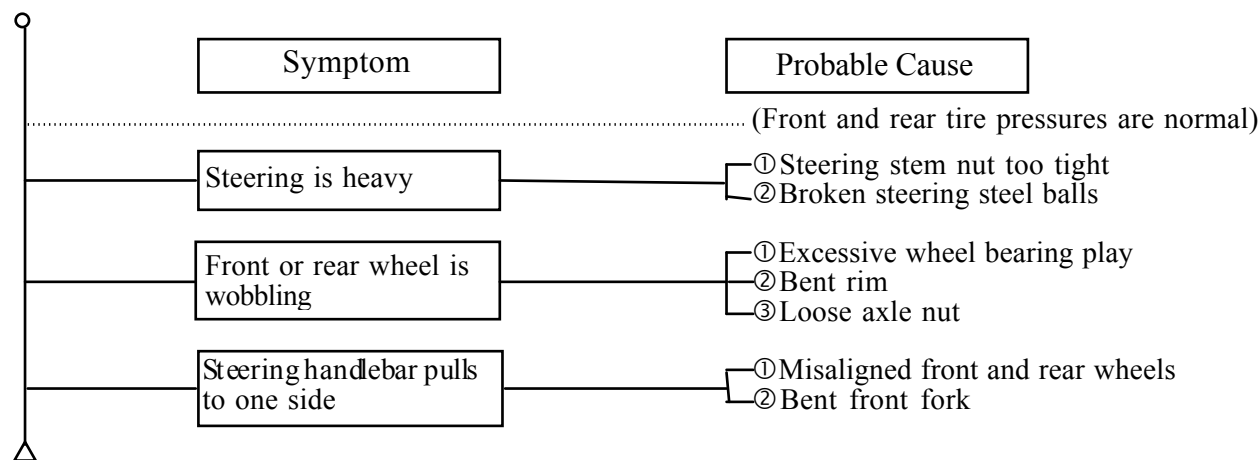 Symptom
Probable Cause
(Front and rear tire pressures are normal)
Steering is heavy
①Steering stem nut too tight
②Broken steering steel balls
Front or rear wheel is
wobbling
①Excessive wheel bearing play
②Bent rim
③Loose axle nut
Steering handlebar pulls
to one side
①Misaligned front and rear wheels
②Bent front fork